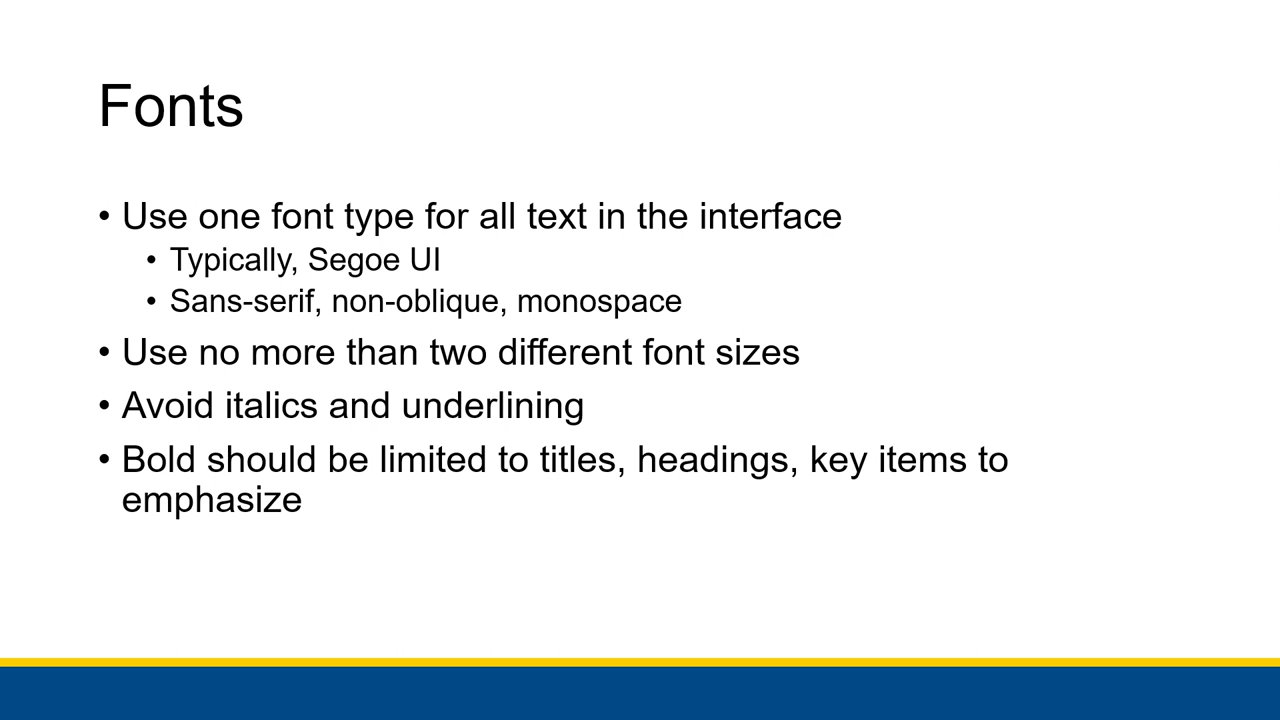 Fonts
• Use one font type for all text in the interface
• Typically, Segoe UI
• Sans-serif, non-oblique, monospace
• Use no more than two different font sizes
• Avoid italics and underlining
• Bold should be limited to titles, headings, key items to
emphasize